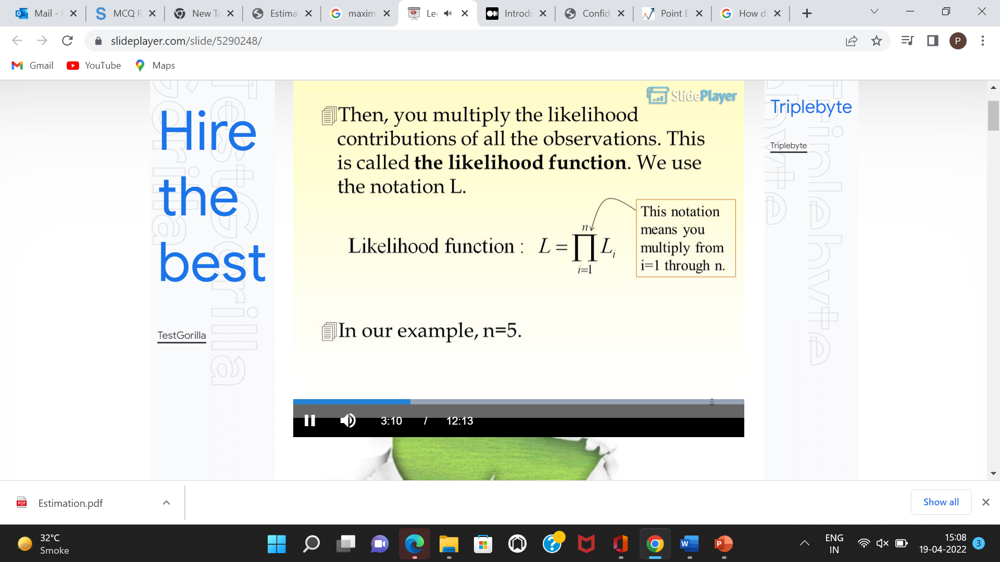 Mail -
MCQ R
New Ta
Estima
maxim
Lec
Introdu
Confid
Point E
How d
slideplayer.com/slide/5290248/
P
Gmail
YouTube
Maps
Hire
the
best
TestGorilla
TestGorilla
SlidePlayer
Then, you multiply the likelihood
contributions of all the observations. This
is called the likelihood function. We use
the notation L.
This notation
means you
multiply from
i=1 through n.
Likelihood function : L = ∏ Lᵢ
n
i=1
In our example, n=5.
8
3:10 / 12:13
Triplebyte
Triplebyte
Triplebyte
Estimation.pdf
Show all
32°C
Smoke
ENG
IN
15:08
19-04-2022
3